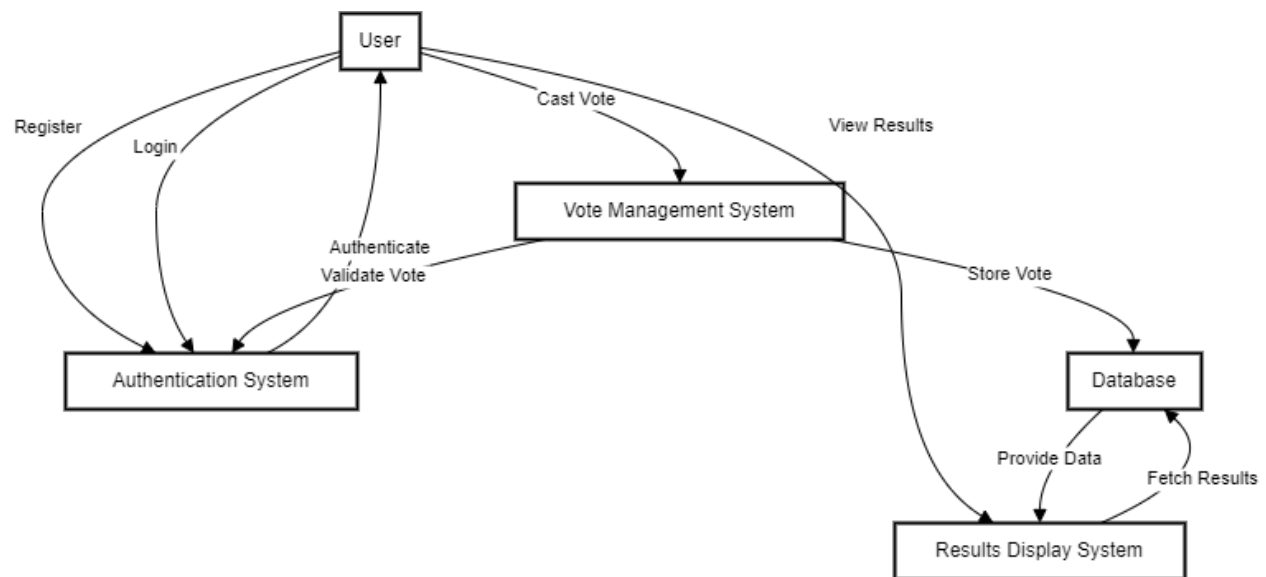 User
Cast Vote
Register
View Results
Login
Vote Management System
Authenticate
Validate Vote
Store Vote
Authentication System
Database
Provide Data
Fetch Results
Results Display System